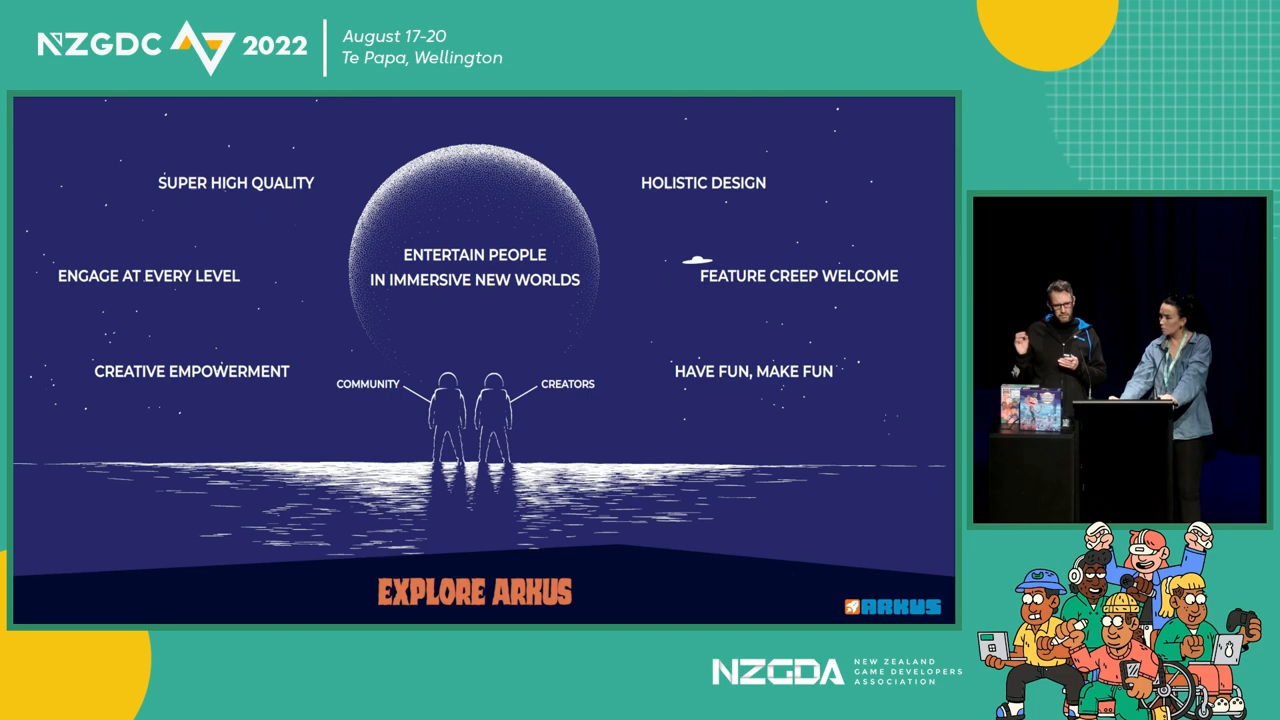 NZGDC 2022
August 17-20
Te Papa, Wellington
SUPER HIGH QUALITY
HOLISTIC DESIGN
ENTERTAIN PEOPLE
IN IMMERSIVE NEW WORLDS
ENGAGE AT EVERY LEVEL
FEATURE CREEP WELCOME
CREATIVE EMPOWERMENT
HAVE FUN, MAKE FUN
COMMUNITY
CREATORS
EXPLORE ARKUS
ARKUS
NZGDA
NEW ZEALAND
GAME DEVELOPERS
ASSOCIATION